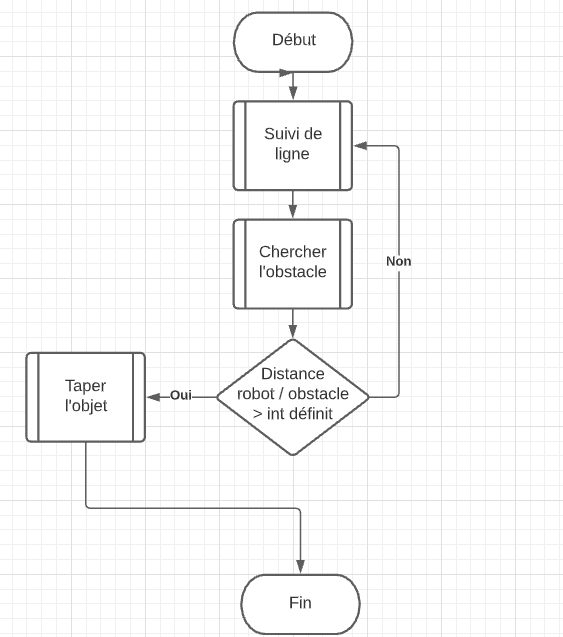 Début
Suivi de
ligne
Chercher
l'obstacle
Non
Distance
robot / obstacle
> int définit
Oui
Taper
l'objet
Fin